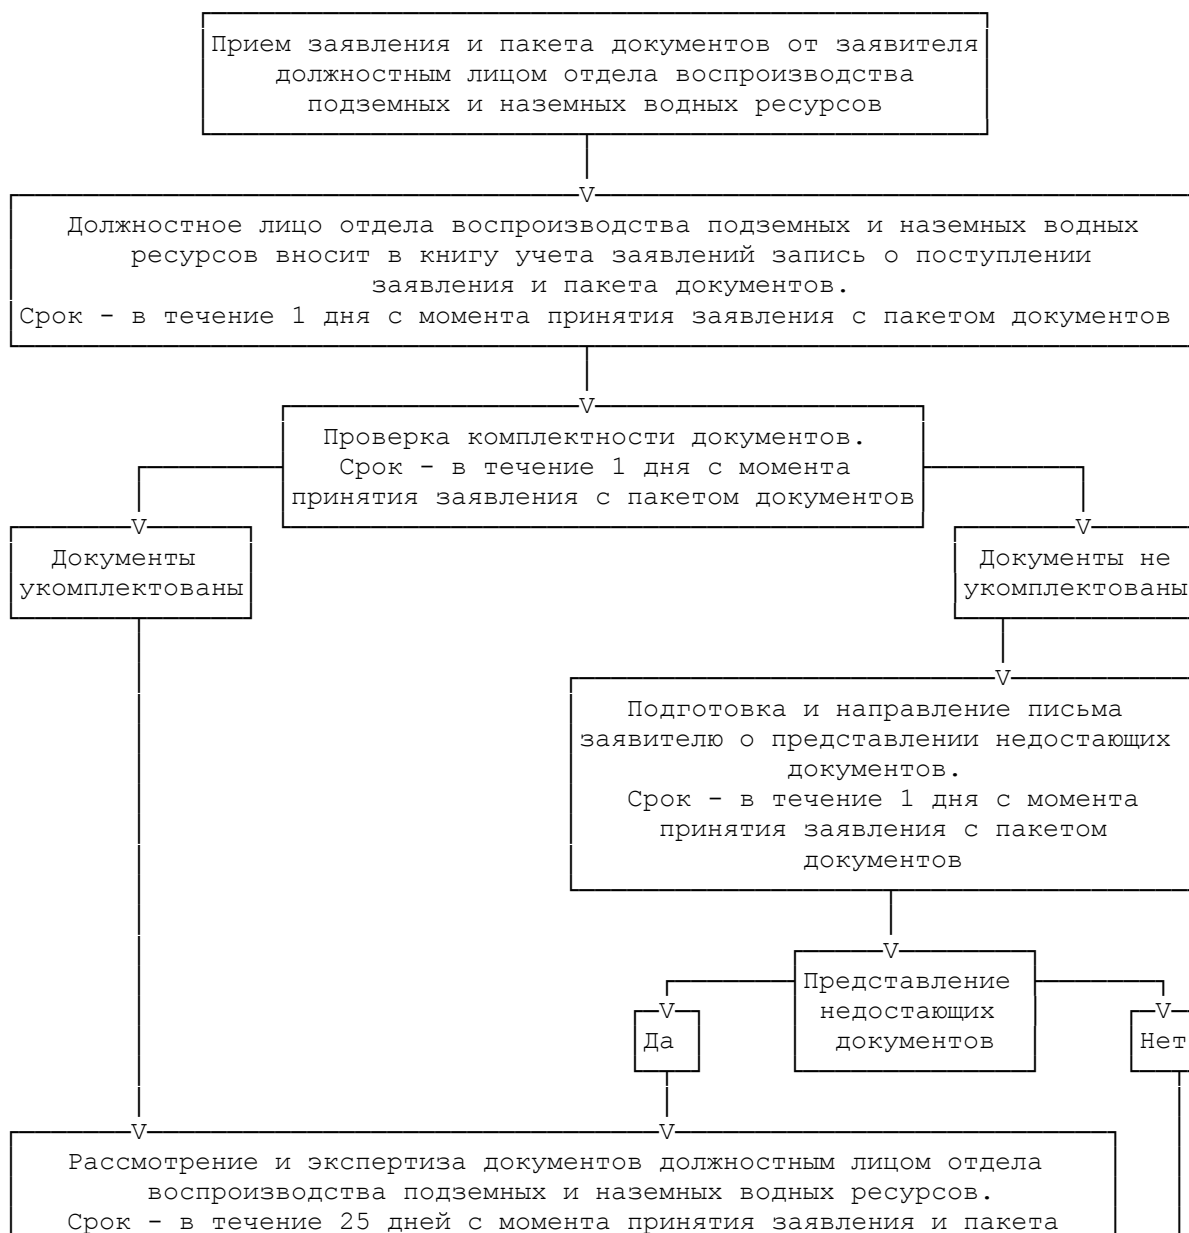 Прием заявления и пакета документов от заявителя
должностным лицом отдела воспроизводства
подземных и наземных водных ресурсов
Должностное лицо отдела воспроизводства подземных и наземных водных
ресурсов вносит в книгу учета заявлений запись о поступлении
заявления и пакета документов.
Срок - в течение 1 дня с момента принятия заявления с пакетом документов
Проверка комплектности документов.
Срок - в течение 1 дня с момента
принятия заявления с пакетом документов
Документы
укомплектованы
Документы не
укомплектованы
Подготовка и направление письма
заявителю о представлении недостающих
документов.
Срок - в течение 1 дня с момента
принятия заявления с пакетом
документов
Представление
недостающих
документов
Да
Нет
Рассмотрение и экспертиза документов должностным лицом отдела
воспроизводства подземных и наземных водных ресурсов.
Срок - в течение 25 дней с момента принятия заявления и пакета